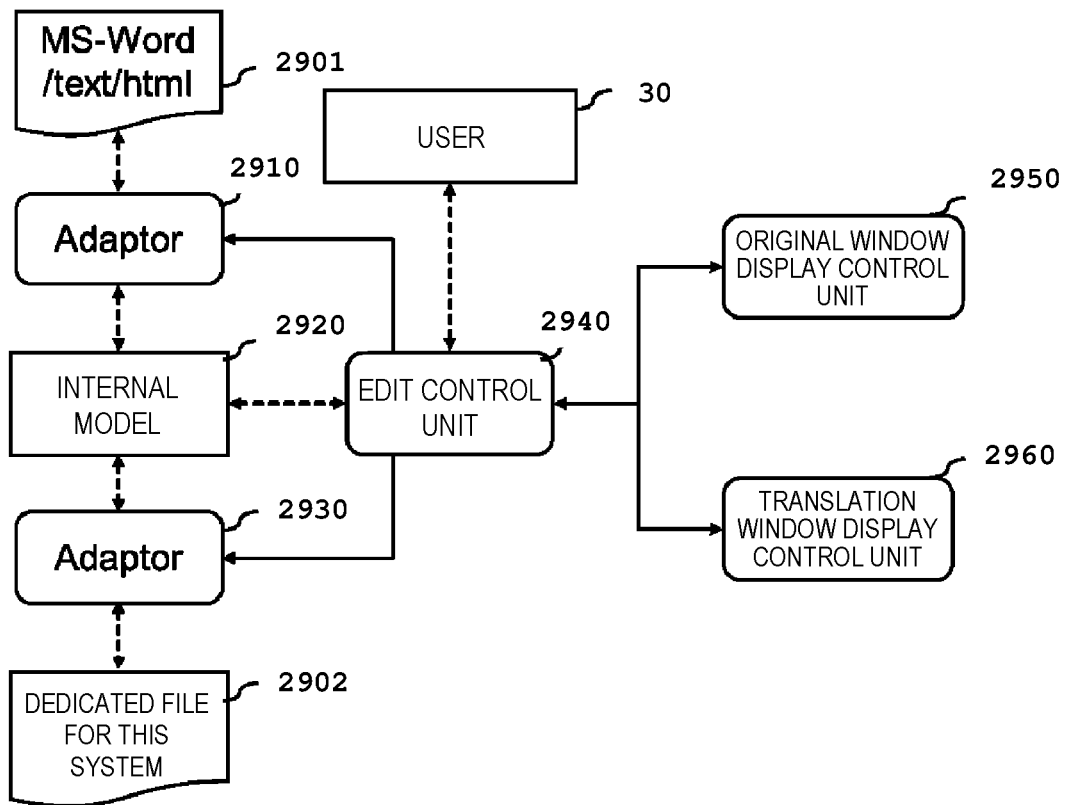 MS-Word
/text/html
2901
30
USER
2910
Adaptor
2950
ORIGINAL WINDOW
DISPLAY CONTROL
UNIT
2920
INTERNAL
MODEL
2940
EDIT CONTROL
UNIT
2930
Adaptor
2960
TRANSLATION
WINDOW DISPLAY
CONTROL UNIT
2902
DEDICATED FILE
FOR THIS
SYSTEM